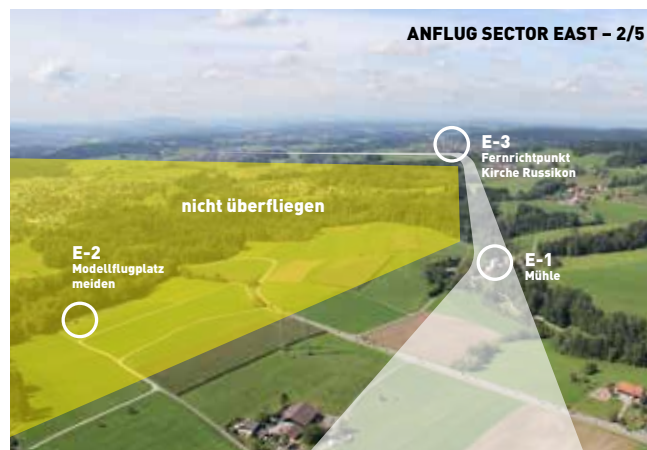 ANFLUG SECTOR EAST – 2/5
E-3
Fernrichtpunkt
Kirche Russikon
nicht überfliegen
E-2
Modellflugplatz
meiden
E-1
Mühle